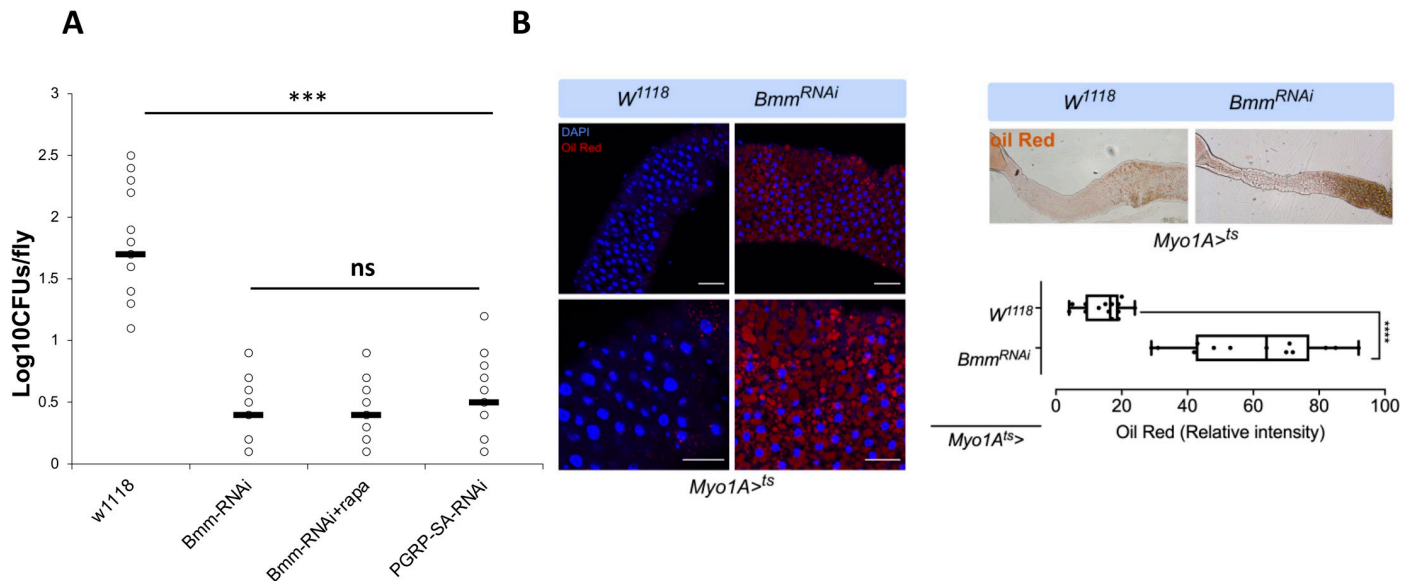 A
B
Log10CFUs/fly
3
2.5
2
1.5
1
0.5
0
***
ns
w1118
Bmm-RNAi
Bmm-RNAi+rapa
PGRP-SA-RNAi
W1118 BmmRNAi
DAPI
Oil Red
Myo1A>ts
W1118 BmmRNAi
oil Red
Myo1A>ts
W1118
BmmRNAi
****
0 20 40 60 80 100
Myo1Ats>
Oil Red (Relative intensity)